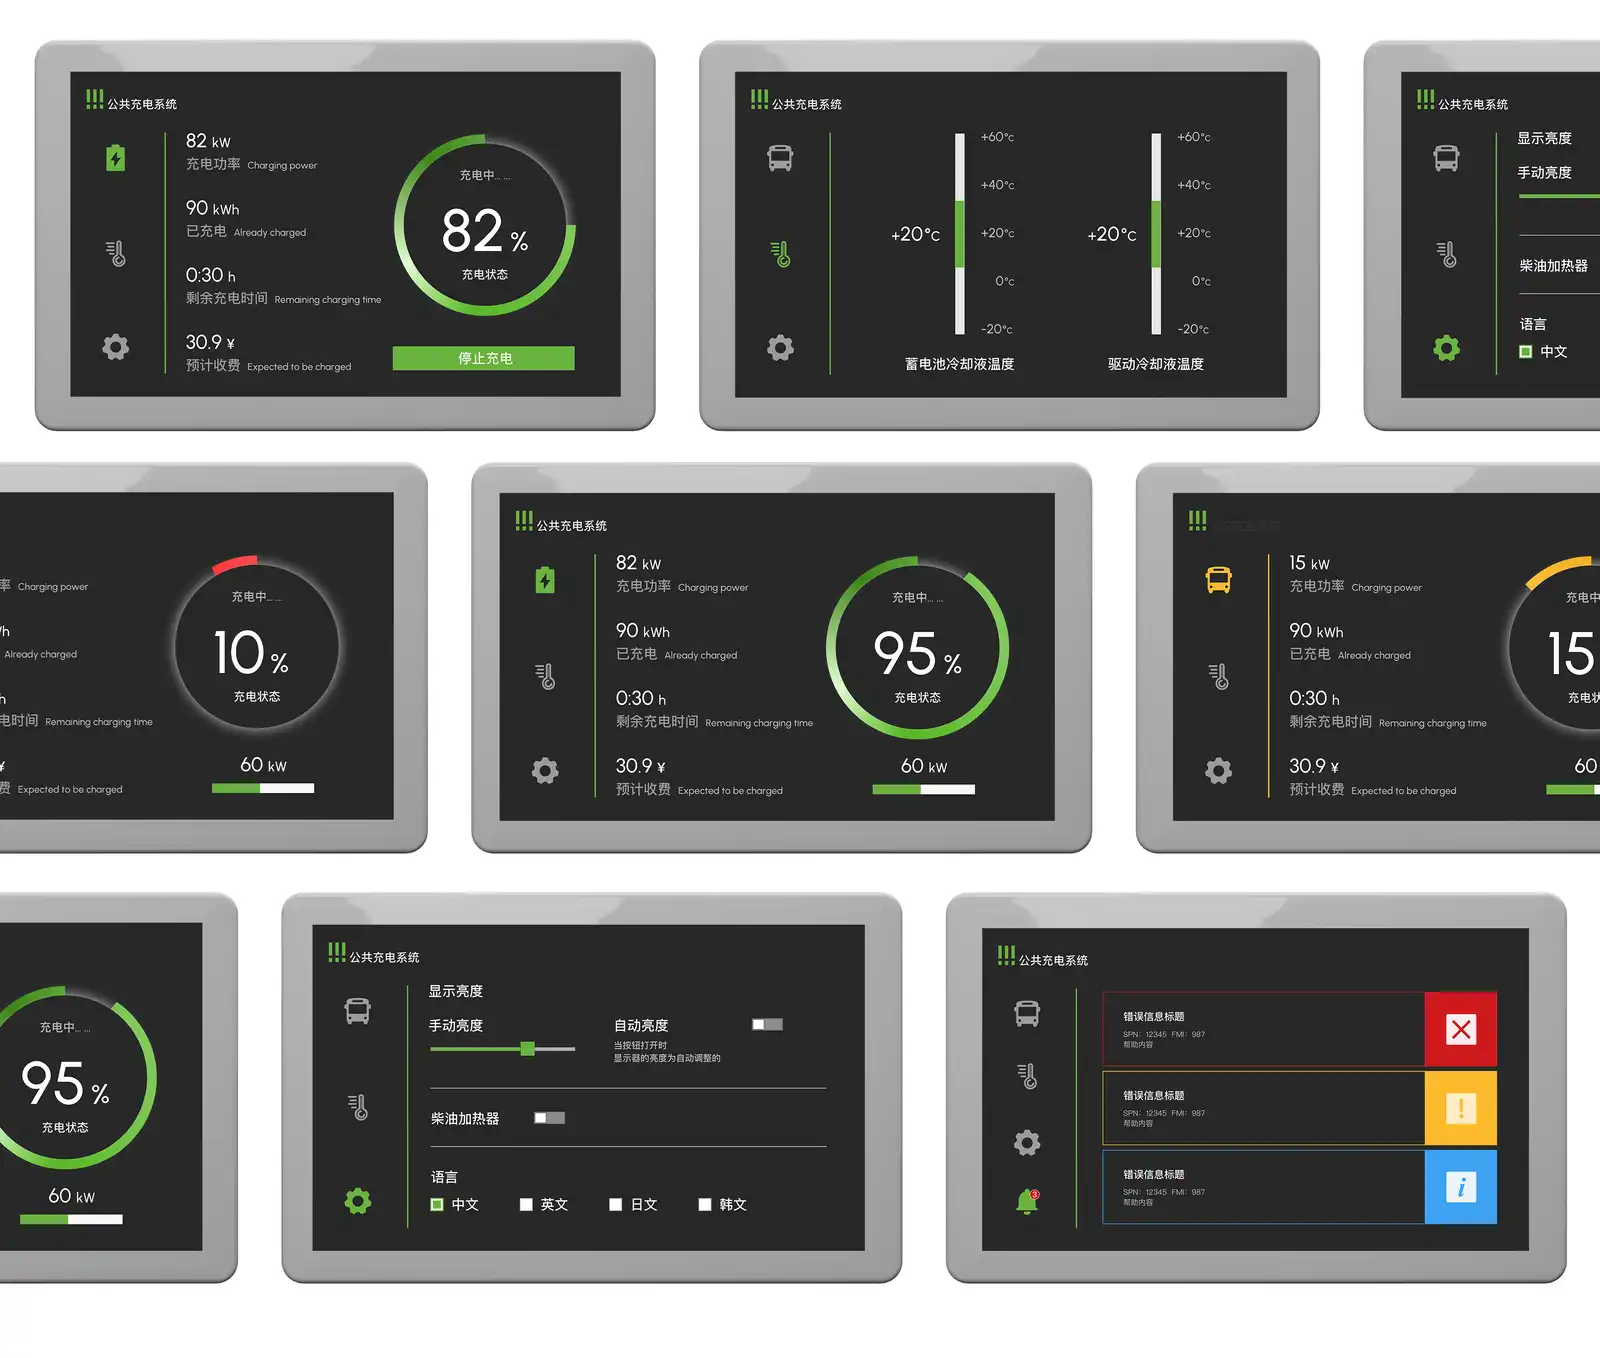 公共充电系统
82 kW
充电功率 Charging power
90 kWh
已充电 Already charged
0:30 h
剩余充电时间 Remaining charging time
30.9 ¥
预计收费 Expected to be charged
充电中... ...
82 %
充电状态
停止充电
公共充电系统
+20°c
+60°c
+40°c
+20°c
0°c
-20°c
蓄电池冷却液温度
+20°c
+60°c
+40°c
+20°c
0°c
-20°c
驱动冷却液温度
公共充电系统
显示亮度
手动亮度
柴油加热器
语言
中文
率 Charging power
h
Already charged
h
电时间 Remaining charging time
¥
费 Expected to be charged
充电中... ...
10 %
充电状态
60 kW
公共充电系统
82 kW
充电功率 Charging power
90 kWh
已充电 Already charged
0:30 h
剩余充电时间 Remaining charging time
30.9 ¥
预计收费 Expected to be charged
充电中... ...
95 %
充电状态
60 kW
15 kW
充电功率 Charging power
90 kWh
已充电 Already charged
0:30 h
剩余充电时间 Remaining charging time
30.9 ¥
预计收费 Expected to be charged
充电中
15
充电状
60
充电中... ...
95 %
充电状态
60 kW
公共充电系统
显示亮度
手动亮度
自动亮度
当按钮打开时
显示器的亮度为自动调整的
柴油加热器
语言
中文 英文 日文 韩文
公共充电系统
错误信息标题
SPN: 12345 FMI: 987
帮助内容
错误信息标题
SPN: 12345 FMI: 987
帮助内容
错误信息标题
SPN: 12345 FMI: 987
帮助内容
3